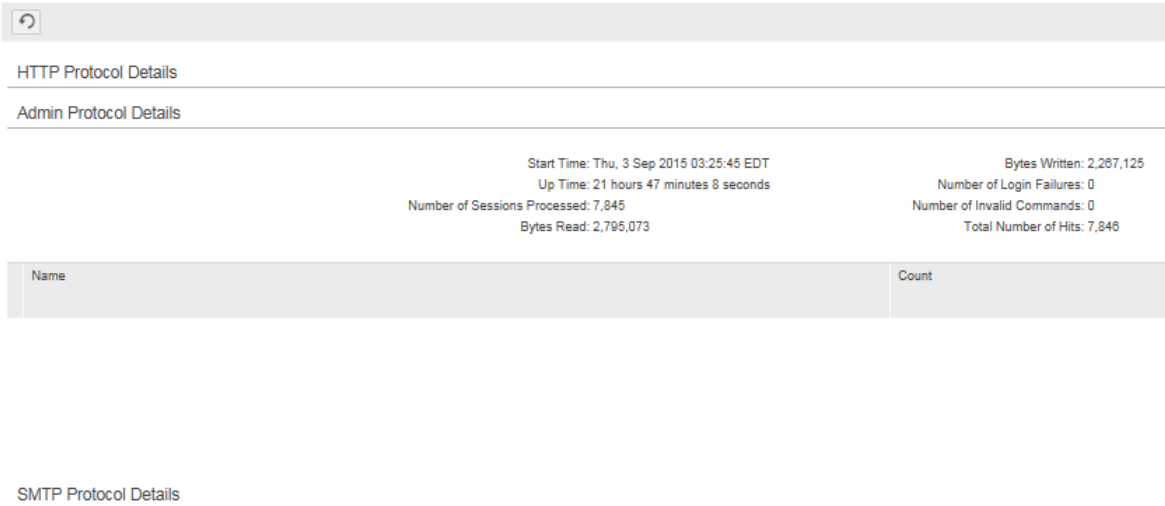 HTTP Protocol Details
Admin Protocol Details
Start Time: Thu, 3 Sep 2015 03:25:45 EDT Bytes Written: 2,267,125
Up Time: 21 hours 47 minutes 8 seconds Number of Login Failures: 0
Number of Sessions Processed: 7,845 Number of Invalid Commands: 0
Bytes Read: 2,795,073 Total Number of Hits: 7,846
Name Count
SMTP Protocol Details